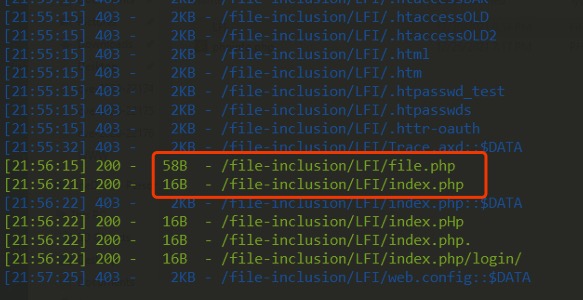 [21:55:15] 403 - 2KB - /file-inclusion/LFI/.htaccessBAK
[21:55:15] 403 - 2KB - /file-inclusion/LFI/.htaccessOLD
[21:55:15] 403 - 2KB - /file-inclusion/LFI/.htaccessOLD2
[21:55:15] 403 - 2KB - /file-inclusion/LFI/.html
[21:55:15] 403 - 2KB - /file-inclusion/LFI/.htm
[21:55:15] 403 - 2KB - /file-inclusion/LFI/.htpasswd_test
[21:55:15] 403 - 2KB - /file-inclusion/LFI/.htpasswds
[21:55:15] 403 - 2KB - /file-inclusion/LFI/.httr-oauth
[21:55:32] 403 - 2KB - /file-inclusion/LFI/Trace.axd::$DATA
[21:56:15] 200 - 58B - /file-inclusion/LFI/file.php
[21:56:21] 200 - 16B - /file-inclusion/LFI/index.php
[21:56:22] 403 - 2KB - /file-inclusion/LFI/index.php::$DATA
[21:56:22] 200 - 16B - /file-inclusion/LFI/index.pHp
[21:56:22] 200 - 16B - /file-inclusion/LFI/index.php.
[21:56:22] 200 - 16B - /file-inclusion/LFI/index.php/login/
[21:57:25] 403 - 2KB - /file-inclusion/LFI/web.config::$DATA